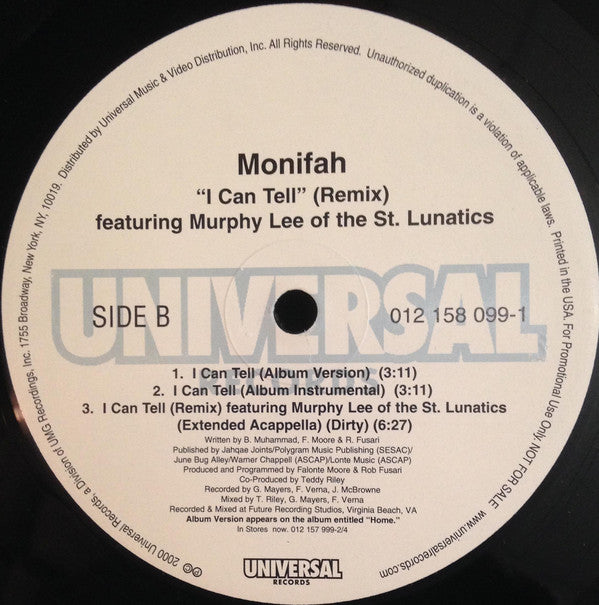 Monifah
"I Can Tell" (Remix)
featuring Murphy Lee of the St. Lunatics
UNIVERSAL
RECORDS
SIDE B
012 158 099-1
1. I Can Tell (Album Version) (3:11)
2. I Can Tell (Album Instrumental) (3:11)
3. I Can Tell (Remix) featuring Murphy Lee of the St. Lunatics
(Extended Acappella) (Dirty) (6:27)
Written by B. Muhammad, F. Moore & R. Fusari
Published by Jahqae Joints/Polygram Music Publishing (SESAC)/
June Bug Alley/Warner Chappell (ASCAP)/Lonte Music (ASCAP)
Produced and Programmed by Falonte Moore & Rob Fusari
Co-Produced by Teddy Riley
Recorded by G. Mayers, F. Verna, J. McBrowne
Mixed by T. Riley, G. Mayers, F. Verna
Recorded & Mixed at Future Recording Studios, Virginia Beach, VA
Album Version appears on the album entitled "Home."
In Stores now. 012 157 999-2/4
UNIVERSAL
RECORDS
℗© 2000 Universal Records a Division of UMG Recordings, Inc. 1755 Broadway, New York, NY, 10019. Distributed by Universal Music & Video Distribution, Inc. All Rights Reserved. Unauthorized duplication is a violation of applicable laws. Printed in the USA. For Promotional Use Only. NOT FOR SALE. www.universalrecords.com